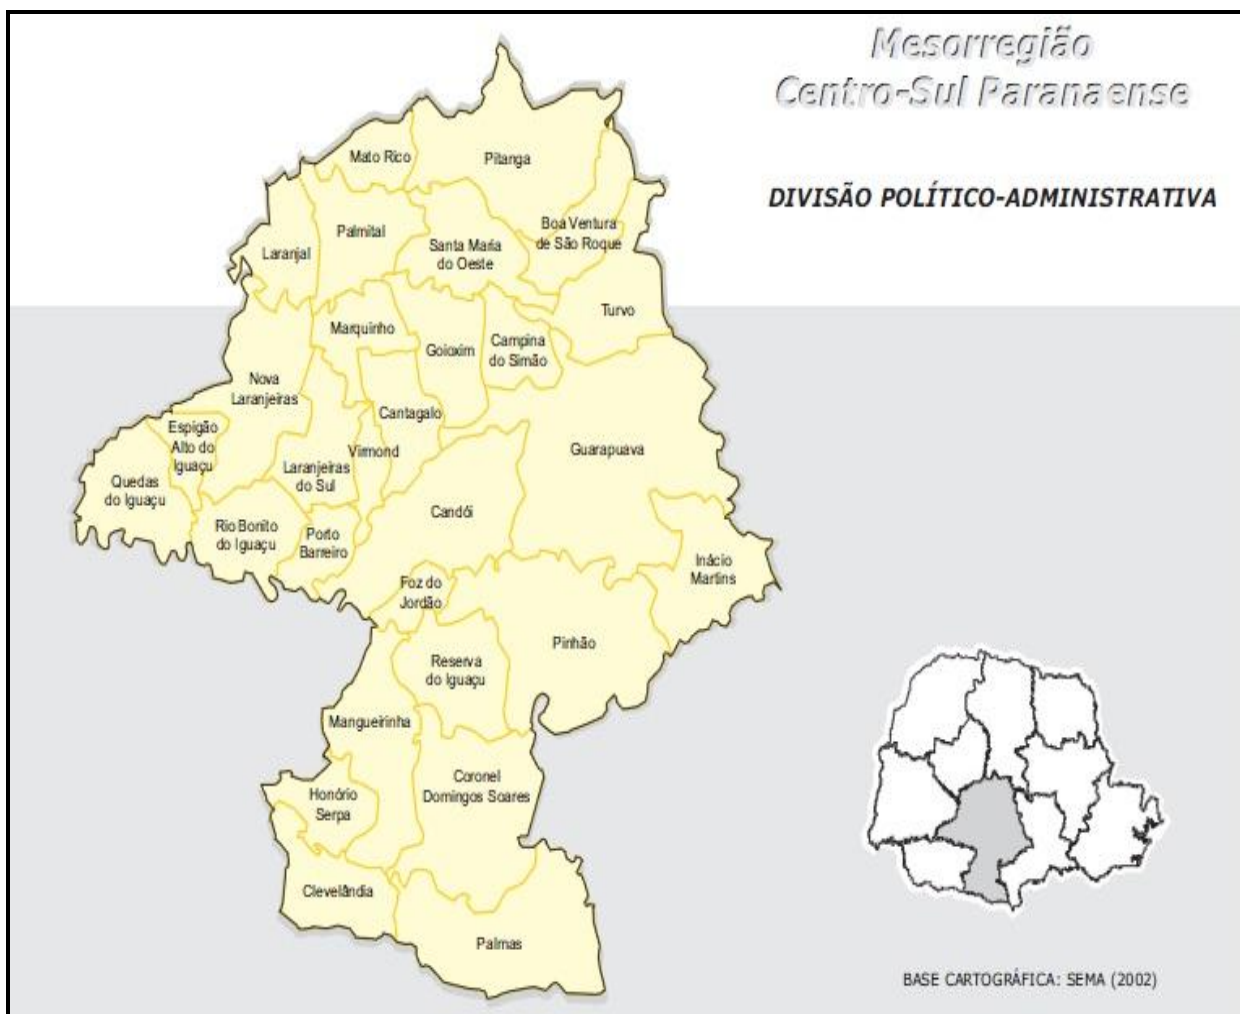 Mesorregião
Centro-Sul Paranaense
DIVISÃO POLÍTICO-ADMINISTRATIVA
Mato Rico
Pitanga
Boa Ventura
de São Roque
Palmital
Laranjal
Santa Maria
do Oeste
Turvo
Marquinho
Goioxim
Campina
do Simão
Nova
Laranjeiras
Cantagalo
Espigão
Alto do
Iguaçu
Virmond
Guarapuava
Laranjeiras
do Sul
Quedas
do Iguaçu
Candói
Rio Bonito
do Iguaçu
Porto
Barreiro
Inácio
Martins
Foz do
Jordão
Pinhão
Reserva
do Iguaçu
Mangueirinha
Coronel
Domingos Soares
Honório
Serpa
Clevelândia
Palmas
BASE CARTOGRÁFICA: SEMA (2002)